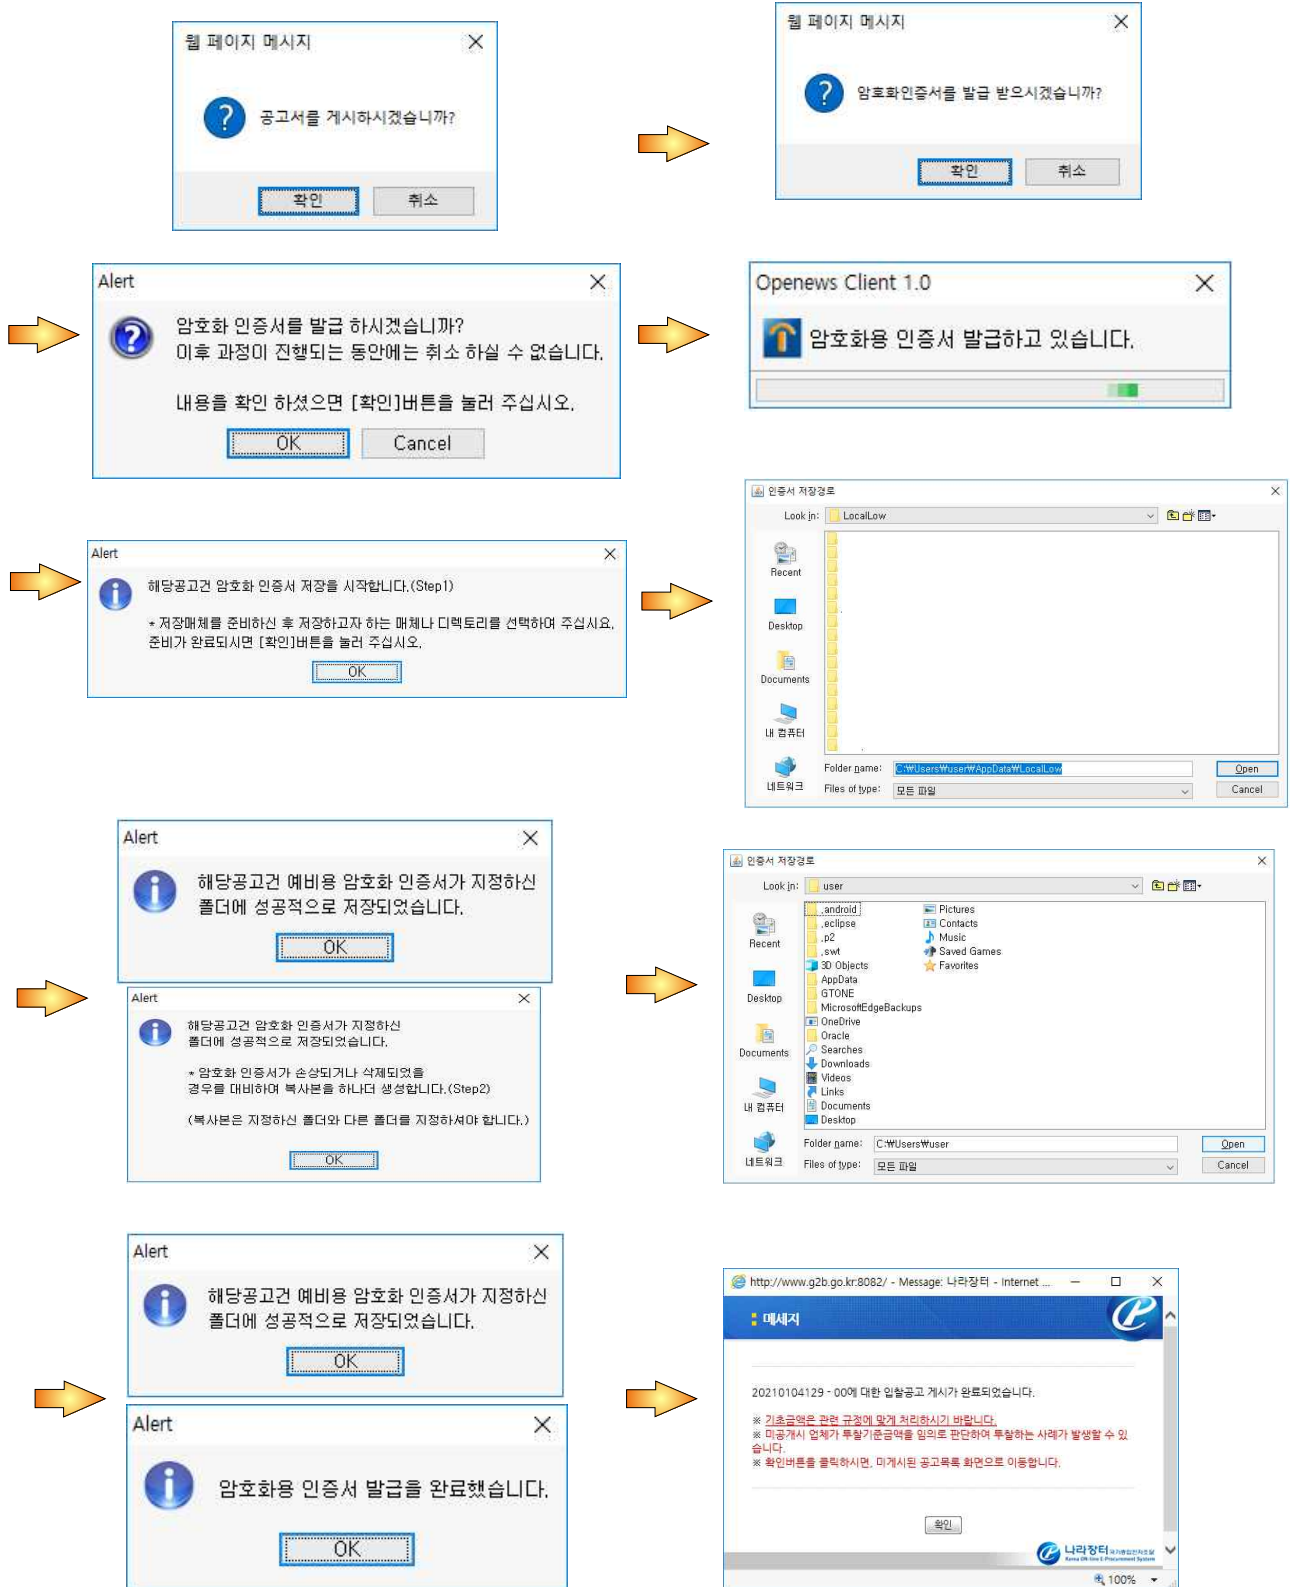 웹 페이지 메시지
공고서를 게시하시겠습니까?
확인 취소
웹 페이지 메시지
암호화인증서를 발급 받으시겠습니까?
확인 취소
Alert
암호화 인증서를 발급 하시겠습니까?
이후 과정이 진행되는 동안에는 취소 하실 수 없습니다.
내용을 확인 하셨으면 [확인]버튼을 눌러 주십시오.
OK Cancel
Openews Client 1.0
암호화용 인증서 발급하고 있습니다.
Alert
해당공고건 암호화 인증서 저장을 시작합니다.(Step1)
* 저장매체를 준비하신 후 저장하고자 하는 매체나 디렉토리를 선택하여 주십시요.
준비가 완료되시면 [확인]버튼을 눌러 주십시오.
OK
인증서 저장경로
Look in: LocalLow
Recent
Desktop
Documents
내 컴퓨터
네트워크
Folder name: C:₩Users₩user₩AppData₩LocalLow Open
Files of type: 모든 파일 Cancel
Alert
해당공고건 예비용 암호화 인증서가 지정하신
폴더에 성공적으로 저장되었습니다.
OK
Alert
해당공고건 암호화 인증서가 지정하신
폴더에 성공적으로 저장되었습니다.
* 암호화 인증서가 손상되거나 삭제되었을
경우를 대비하여 복사본을 하나더 생성합니다.(Step2)
(복사본은 지정하신 폴더와 다른 폴더를 지정하셔야 합니다.)
OK
인증서 저장경로
Look in: user
Recent
Desktop
Documents
내 컴퓨터
네트워크
.android
.eclipse
.p2
.swt
3D Objects
AppData
GTONE
MicrosoftEdgeBackups
OneDrive
Oracle
Searches
Downloads
Videos
Links
Documents
Desktop
Pictures
Contacts
Music
Saved Games
Favorites
Folder name: C:₩Users₩user Open
Files of type: 모든 파일 Cancel
Alert
해당공고건 예비용 암호화 인증서가 지정하신
폴더에 성공적으로 저장되었습니다.
OK
Alert
암호화용 인증서 발급을 완료했습니다.
OK
http://www.g2b.go.kr:8082/ - Message: 나라장터 - Internet ...
메세지
20210104129 - 00에 대한 입찰공고 게시가 완료되었습니다.
※ 기초금액은 관련 규정에 맞게 처리하시기 바랍니다.
※ 미공개시 업체가 투찰기준금액을 임의로 판단하여 투찰하는 사례가 발생할 수 있
습니다.
※ 확인버튼을 클릭하시면, 미게시된 공고목록 화면으로 이동합니다.
확인
나라장터 국가종합전자조달
Korea ON-line E-Procurement System
100%